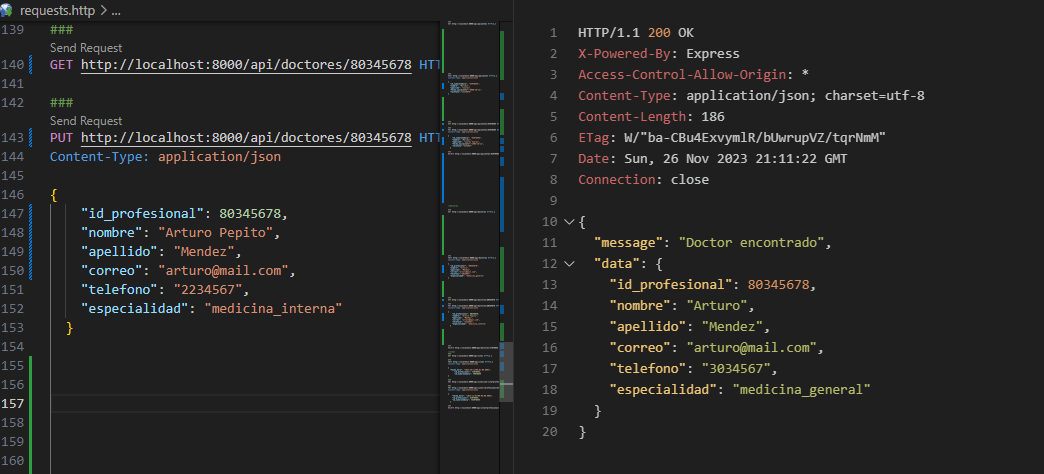 requests.http > ...
139 ###
Send Request
140 GET http://localhost:8000/api/doctores/80345678 HTT
141
142 ###
Send Request
143 PUT http://localhost:8000/api/doctores/80345678 HTT
144 Content-Type: application/json
145
146 {
147 "id_profesional": 80345678,
148 "nombre": "Arturo Pepito",
149 "apellido": "Mendez",
150 "correo": "arturo@mail.com",
151 "telefono": "2234567",
152 "especialidad": "medicina_interna"
153 }
154
155
156
157
158
159
160
1 HTTP/1.1 200 OK
2 X-Powered-By: Express
3 Access-Control-Allow-Origin: *
4 Content-Type: application/json; charset=utf-8
5 Content-Length: 186
6 ETag: W/"ba-CBu4ExvymlR/bUwrupVZ/tqrNmM"
7 Date: Sun, 26 Nov 2023 21:11:22 GMT
8 Connection: close
9
10 {
11 "message": "Doctor encontrado",
12 "data": {
13 "id_profesional": 80345678,
14 "nombre": "Arturo",
15 "apellido": "Mendez",
16 "correo": "arturo@mail.com",
17 "telefono": "3034567",
18 "especialidad": "medicina_general"
19 }
20 }